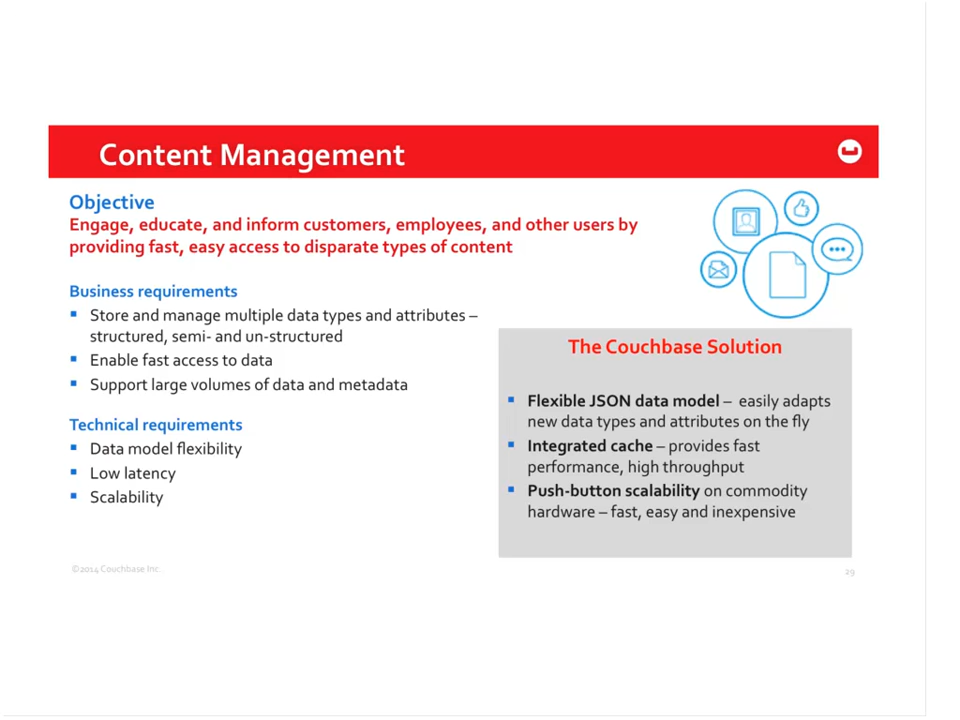 Content Management
Objective
Engage, educate, and inform customers, employees, and other users by
providing fast, easy access to disparate types of content
Business requirements
Store and manage multiple data types and attributes –
structured, semi- and un-structured
Enable fast access to data
Support large volumes of data and metadata
Technical requirements
Data model flexibility
Low latency
Scalability
The Couchbase Solution
Flexible JSON data model – easily adapts
new data types and attributes on the fly
Integrated cache – provides fast
performance, high throughput
Push-button scalability on commodity
hardware – fast, easy and inexpensive
©2014 Couchbase Inc.
29